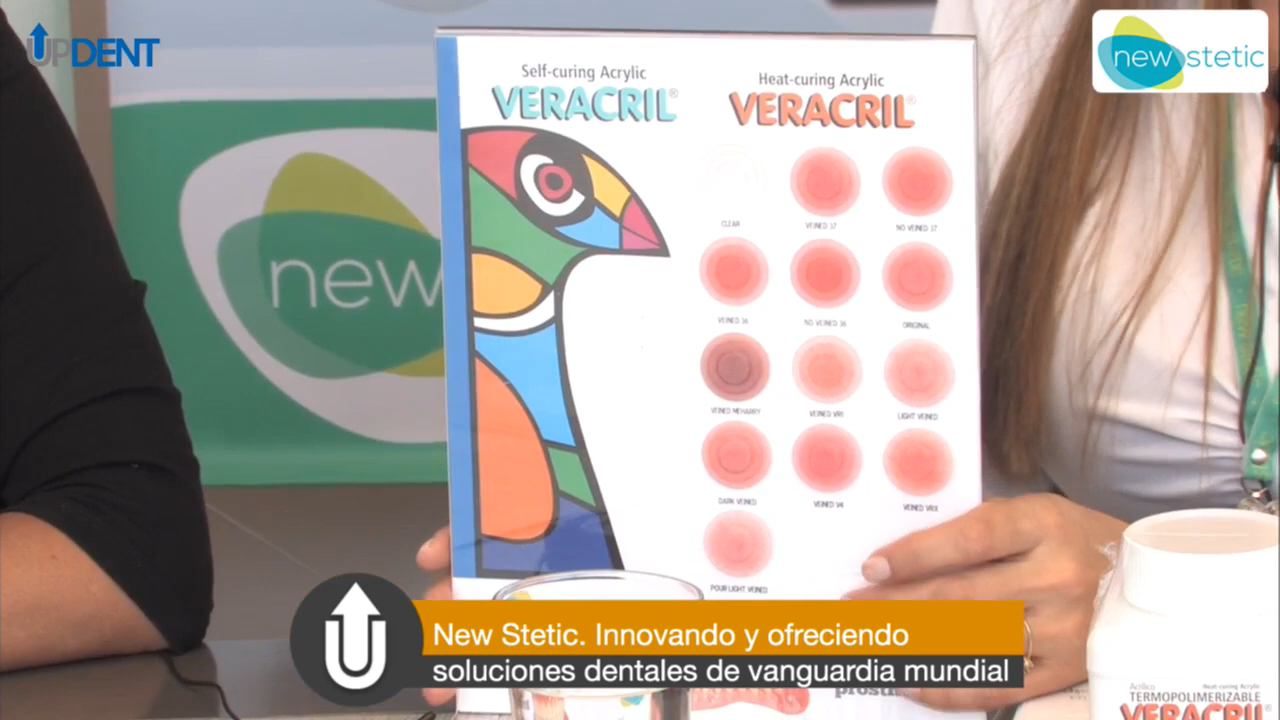 UPDENT
new stetic
Self-curing Acrylic
VERACRIL®
Heat-curing Acrylic
VERACRIL®
new
CLEAR
VEINED 37
NO VEINED 37
VEINED 36
NO VEINED 36
ORIGINAL
VEINED MEHARRY
VEINED VR1
LIGHT VEINED
DARK VEINED
VEINED V4
VEINED VRX
POUR LIGHT VEINED
New Stetic. Innovando y ofreciendo
soluciones dentales de vanguardia mundial
Acrílico
Heat curing Acrylic
TERMOPOLIMERIZABLE
VERACRIL®